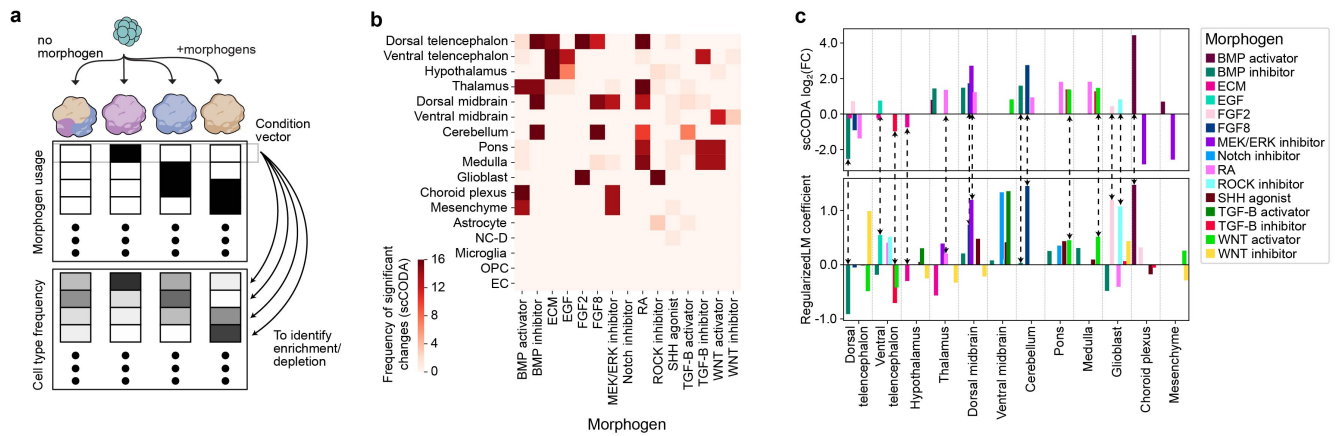 a
no
morphogen
+morphogens
Condition
vector
Morphogen usage
Cell type frequency
To identify
enrichment/
depletion
b
Dorsal telencephalon
Ventral telencephalon
Hypothalamus
Thalamus
Dorsal midbrain
Ventral midbrain
Cerebellum
Pons
Medulla
Glioblast
Choroid plexus
Mesenchyme
Astrocyte
NC-D
Microglia
OPC
EC
Frequency of significant
changes (scCODA)
16
12
8
4
0
BMP activator
BMP inhibitor
ECM
EGF
FGF2
FGF8
MEK/ERK inhibitor
Notch inhibitor
RA
ROCK inhibitor
SHH agonist
TGF-B activator
TGF-B inhibitor
WNT activator
WNT inhibitor
Morphogen
c
scCODA log2(FC)
4.0
2.0
0.0
-2.0
RegularizedLM coefficient
1.0
0.0
-1.0
Dorsal
telencephalon
Ventral
telencephalon
Hypothalamus
Thalamus
Dorsal midbrain
Ventral midbrain
Cerebellum
Pons
Medulla
Glioblast
Choroid plexus
Mesenchyme
Morphogen
BMP activator
BMP inhibitor
ECM
EGF
FGF2
FGF8
MEK/ERK inhibitor
Notch inhibitor
RA
ROCK inhibitor
SHH agonist
TGF-B activator
TGF-B inhibitor
WNT activator
WNT inhibitor